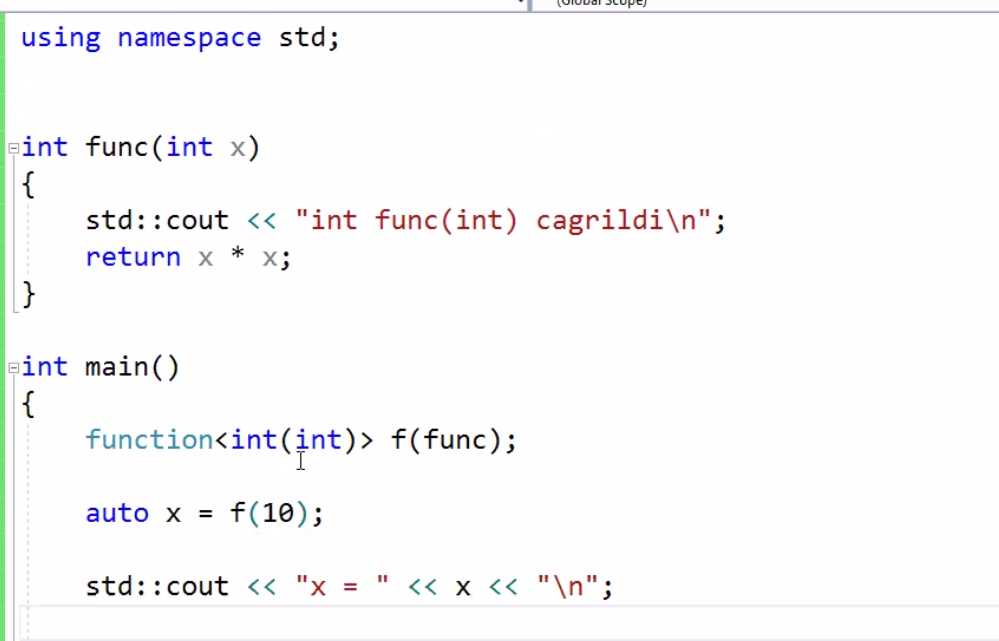 (Global Scope)
using namespace std;
int func(int x)
{
    std::cout << "int func(int) cagrildi\n";
    return x * x;
}
int main()
{
    function<int(int)> f(func);
    auto x = f(10);
    std::cout << "x = " << x << "\n";